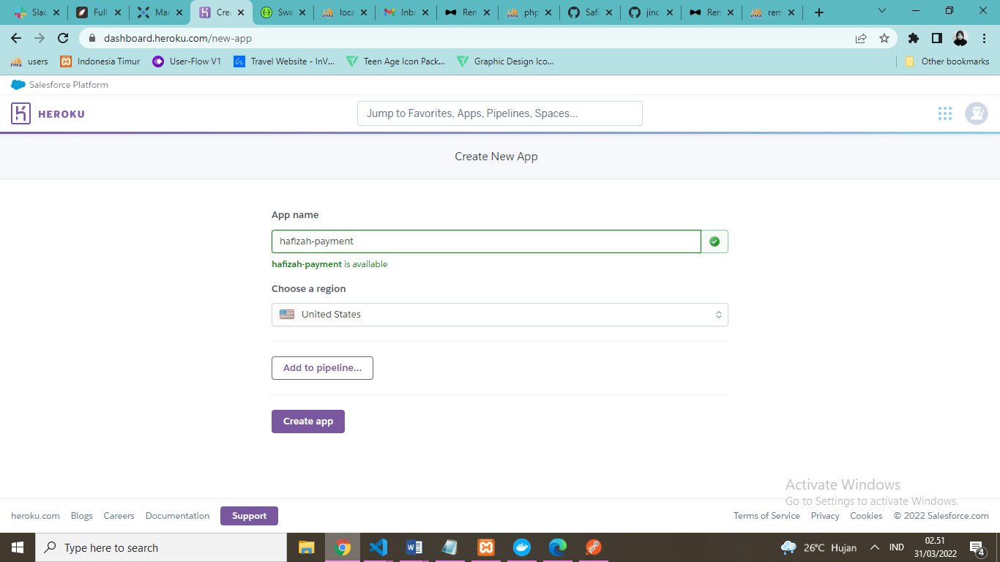 Slac
Full
Mar
Crea
Swa
loca
Inbo
Ren
php
Safi
jinc
Ren
rem
dashboard.heroku.com/new-app
users
Indonesia Timur
User-Flow V1
Travel Website - InV...
Teen Age Icon Pack...
Graphic Design Ico...
Other bookmarks
Salesforce Platform
HEROKU
Jump to Favorites, Apps, Pipelines, Spaces...
Create New App
App name
hafizah-payment
hafizah-payment is available
Choose a region
United States
Add to pipeline...
Create app
Activate Windows
Go to Settings to activate Windows.
heroku.com Blogs Careers Documentation Support
Terms of Service Privacy Cookies © 2022 Salesforce.com
Type here to search
26°C Hujan
IND
02.51
31/03/2022
4